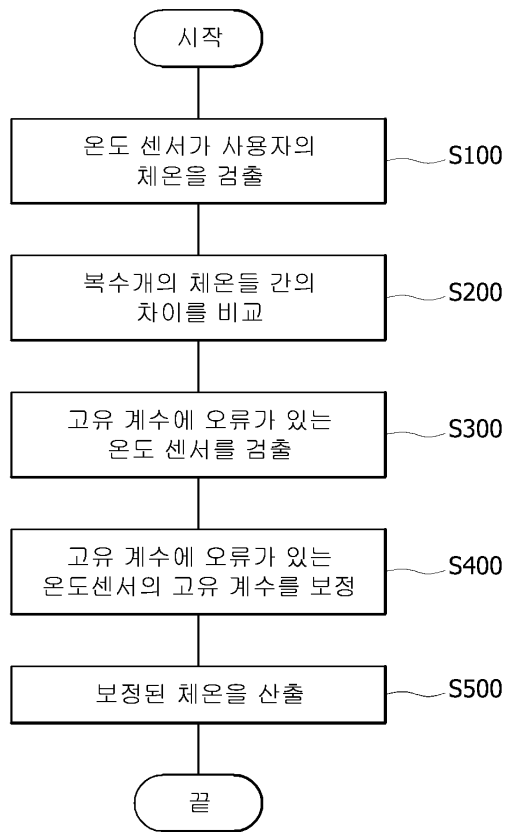 시작
온도 센서가 사용자의
체온을 검출
S100
복수개의 체온들 간의
차이를 비교
S200
고유 계수에 오류가 있는
온도 센서를 검출
S300
고유 계수에 오류가 있는
온도센서의 고유 계수를 보정
S400
보정된 체온을 산출
S500
끝